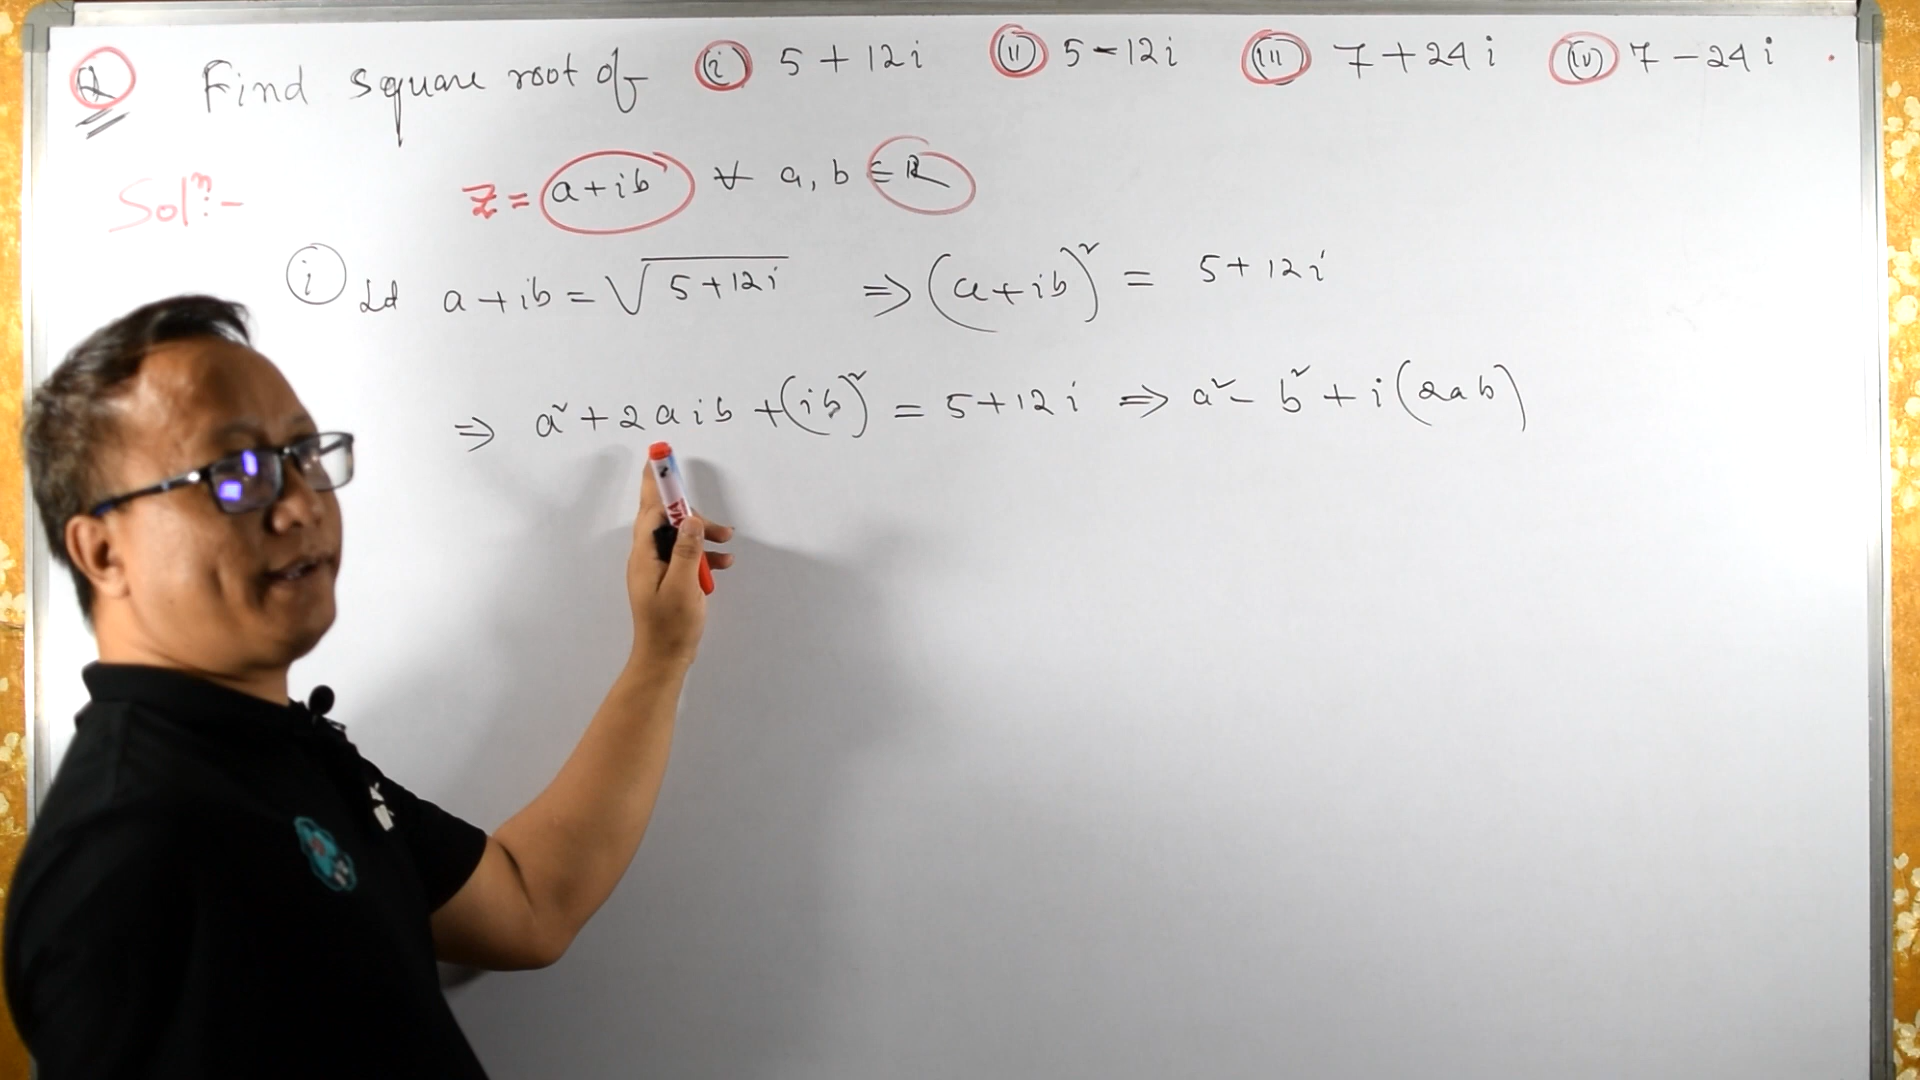 Q Find square root of (i) 5 + 12i (ii) 5 - 12i (iii) 7 + 24i (iv) 7 - 24i .
Solⁿ:- z = a+ib ∀ a, b ∈ R
(i) Let a + ib = √(5+12i) ⇒ (a+ib)² = 5+12i
⇒ a² + 2aib + (ib)² = 5+12i ⇒ a² - b² + i(2ab)